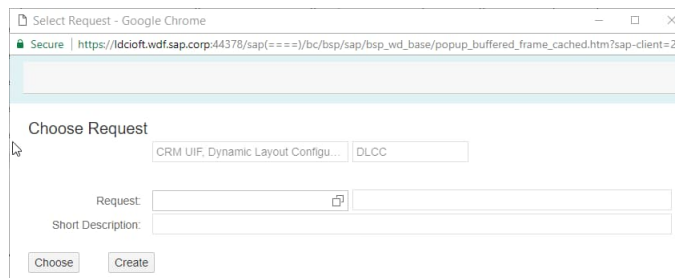 Select Request - Google Chrome
Secure | https://ldcioft.wdf.sap.corp:44378/sap(====)/bc/bsp/sap/bsp_wd_base/popup_buffered_frame_cached.htm?sap-client=2
Choose Request
CRM UIF, Dynamic Layout Configu... DLCC
Request:
Short Description:
Choose Create